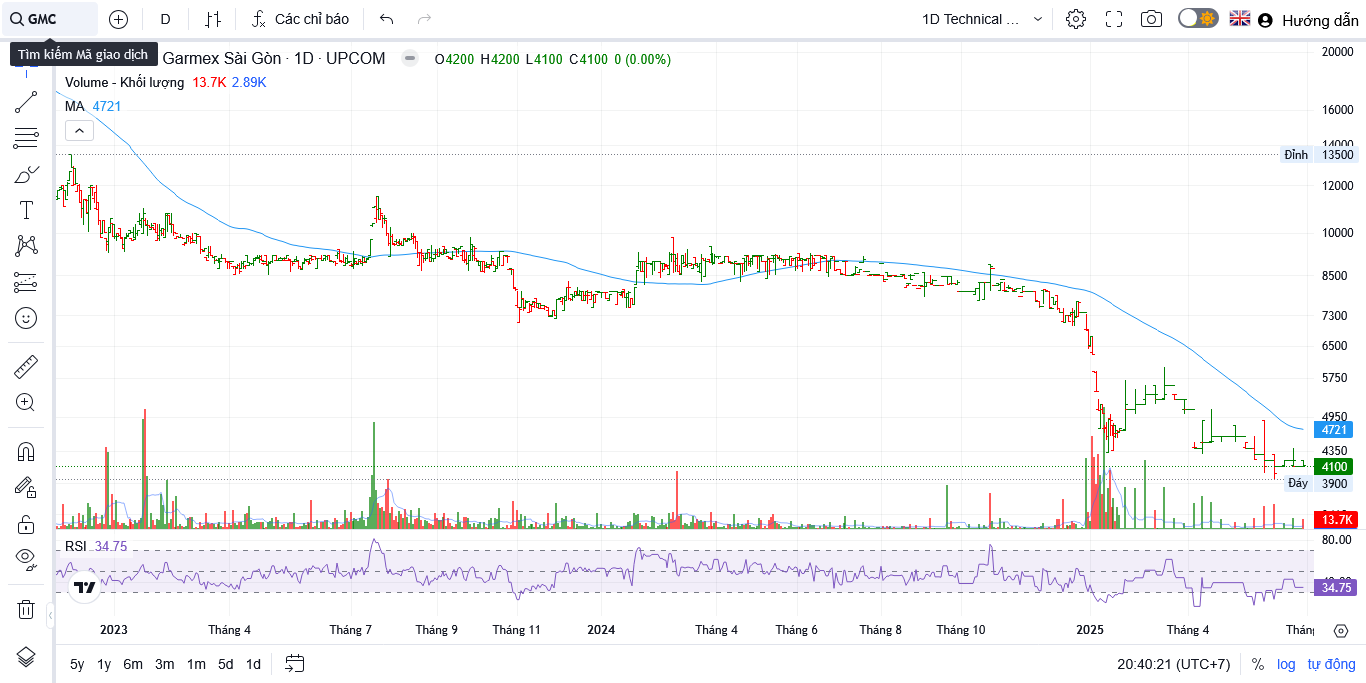 GMC
D
Các chỉ báo
1D Technical ...
Hướng dẫn
Tìm kiếm Mã giao dịch
Garmex Sài Gòn · 1D · UPCOM
O4200 H4200 L4100 C4100 0 (0.00%)
Volume - Khối lượng 13.7K 2.89K
MA 4721
20000
16000
14000
Đỉnh 13500
12000
10000
8500
7300
6500
5750
4950
4721
4350
4100
Đáy 3900
13.7K
RSI 34.75
80.00
34.75
2023
Tháng 4
Tháng 7
Tháng 9
Tháng 11
2024
Tháng 4
Tháng 6
Tháng 8
Tháng 10
2025
Tháng 4
Thán
5y 1y 6m 3m 1m 5d 1d
20:40:21 (UTC+7)
% log tự động